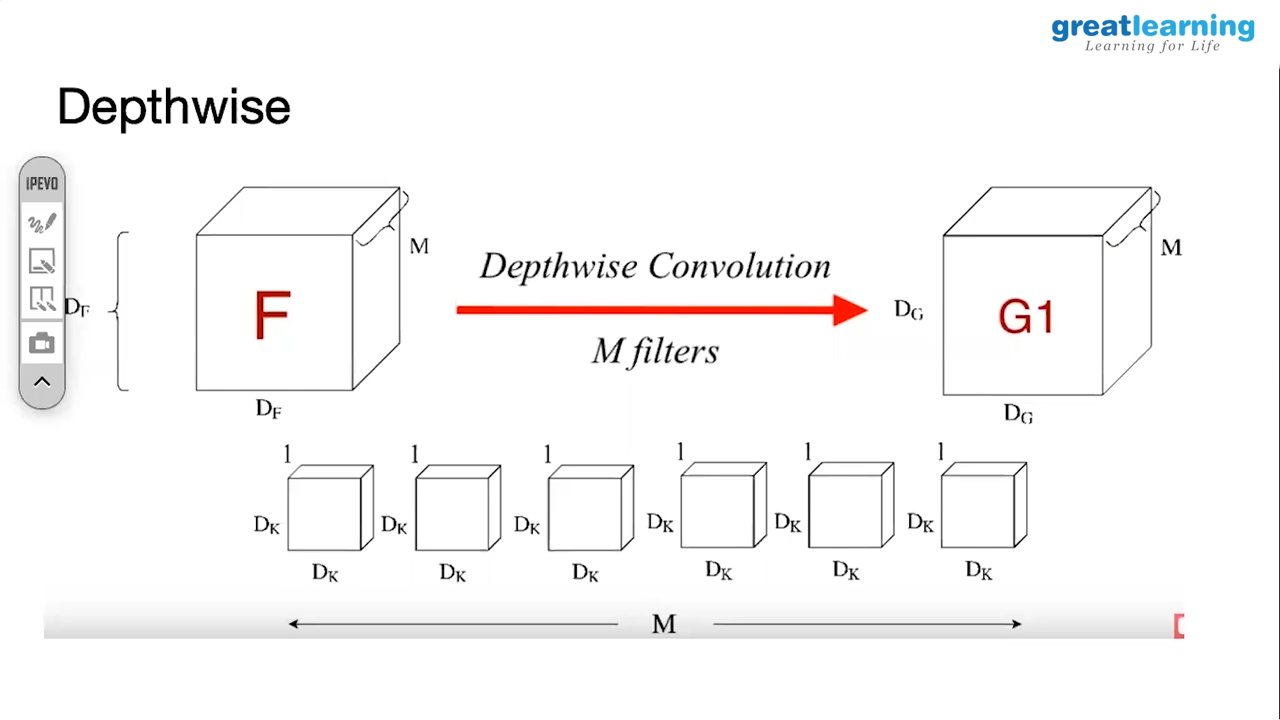 greatlearning
Learning for Life
Depthwise
IPEVO
M
DF
F
DF
Depthwise Convolution
M filters
M
DG
G1
DG
1 1 1 1 1 1
DK DK DK DK DK DK
DK DK DK DK DK DK
M